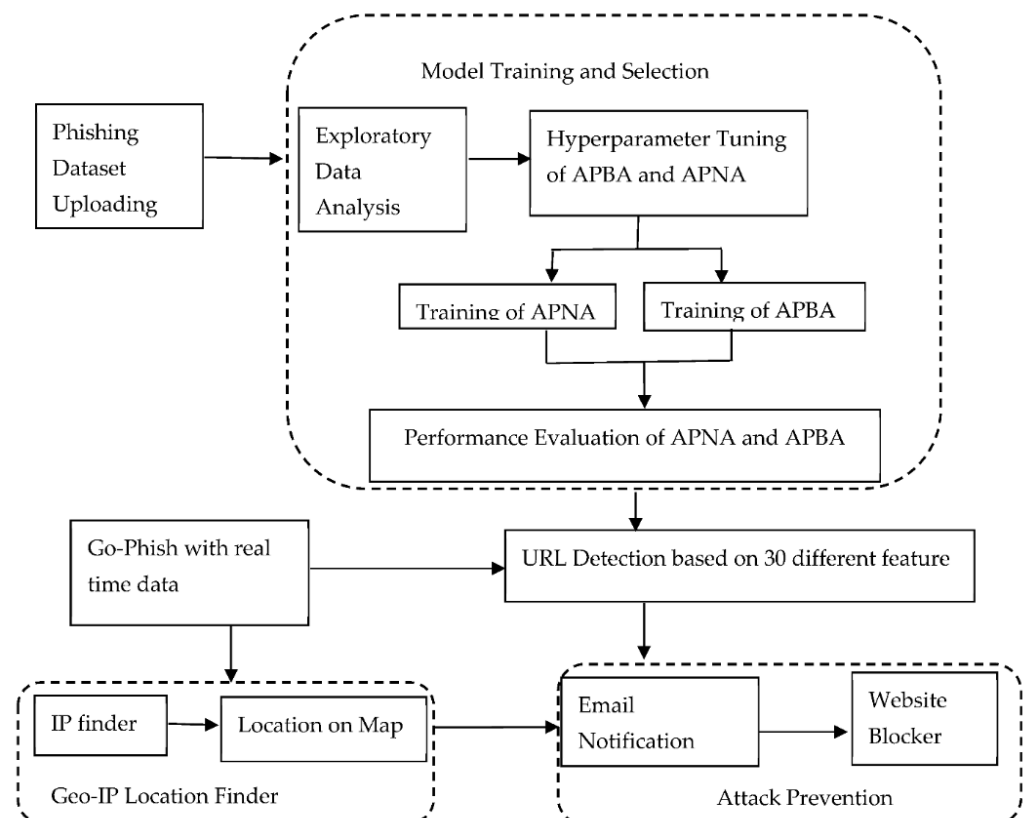 Model Training and Selection
Phishing
Dataset
Uploading
Exploratory
Data
Analysis
Hyperparameter Tuning
of APBA and APNA
Training of APNA
Training of APBA
Performance Evaluation of APNA and APBA
Go-Phish with real
time data
URL Detection based on 30 different feature
IP finder
Location on Map
Geo-IP Location Finder
Email
Notification
Website
Blocker
Attack Prevention